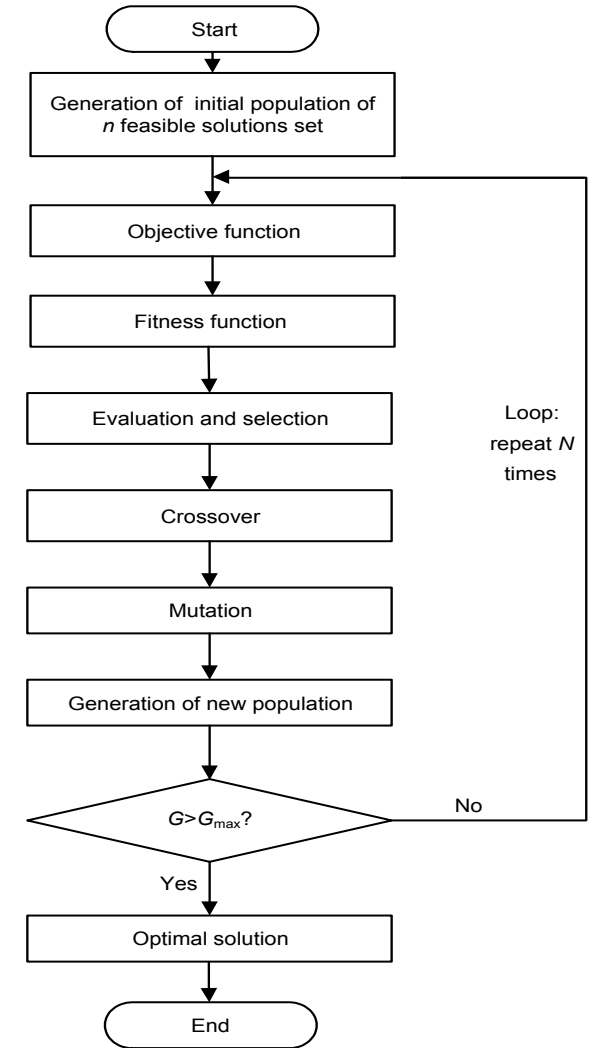 Start
Generation of initial population of
n feasible solutions set
Objective function
Fitness function
Evaluation and selection
Loop:
repeat N
times
Crossover
Mutation
Generation of new population
G>Gmax?
No
Yes
Optimal solution
End